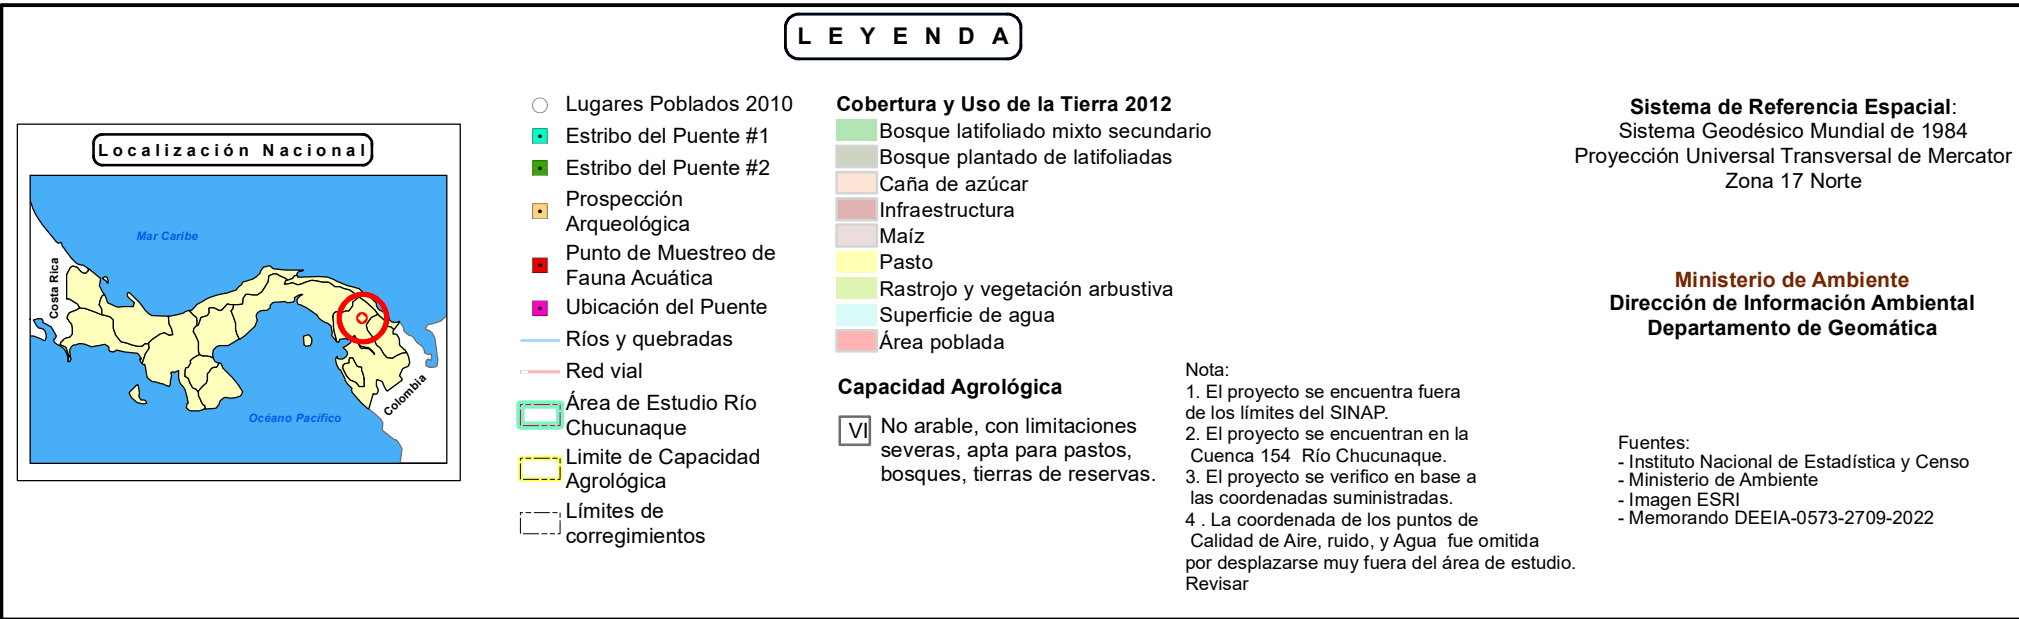 L E Y E N D A
Localización Nacional
Mar Caribe
Costa Rica
Océano Pacífico
Colombia
Lugares Poblados 2010
Estribo del Puente #1
Estribo del Puente #2
Prospección
Arqueológica
Punto de Muestreo de
Fauna Acuática
Ubicación del Puente
Ríos y quebradas
Red vial
Área de Estudio Río
Chucunaque
Limite de Capacidad
Agrológica
Límites de
corregimientos
Cobertura y Uso de la Tierra 2012
Bosque latifoliado mixto secundario
Bosque plantado de latifoliadas
Caña de azúcar
Infraestructura
Maíz
Pasto
Rastrojo y vegetación arbustiva
Superficie de agua
Área poblada
Capacidad Agrológica
VI No arable, con limitaciones
severas, apta para pastos,
bosques, tierras de reservas.
Nota:
1. El proyecto se encuentra fuera
de los límites del SINAP.
2. El proyecto se encuentran en la
Cuenca 154 Río Chucunaque.
3. El proyecto se verifico en base a
las coordenadas suministradas.
4 . La coordenada de los puntos de
Calidad de Aire, ruido, y Agua fue omitida
por desplazarse muy fuera del área de estudio.
Revisar
Sistema de Referencia Espacial:
Sistema Geodésico Mundial de 1984
Proyección Universal Transversal de Mercator
Zona 17 Norte
Ministerio de Ambiente
Dirección de Información Ambiental
Departamento de Geomática
Fuentes:
- Instituto Nacional de Estadística y Censo
- Ministerio de Ambiente
- Imagen ESRI
- Memorando DEEIA-0573-2709-2022